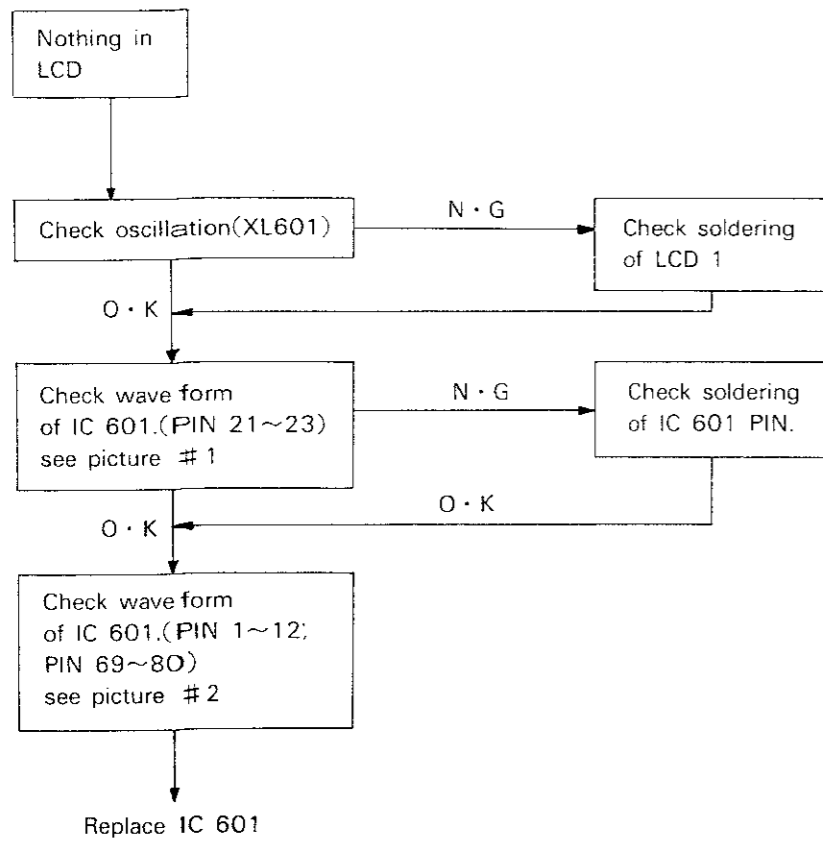 Nothing in
LCD
Check oscillation(XL601)
N · G
Check soldering
of LCD 1
O · K
Check wave form
of IC 601.(PIN 21~23)
see picture #1
N · G
Check soldering
of IC 601 PIN.
O · K
O · K
Check wave form
of IC 601.(PIN 1~12;
PIN 69~80)
see picture #2
Replace IC 601